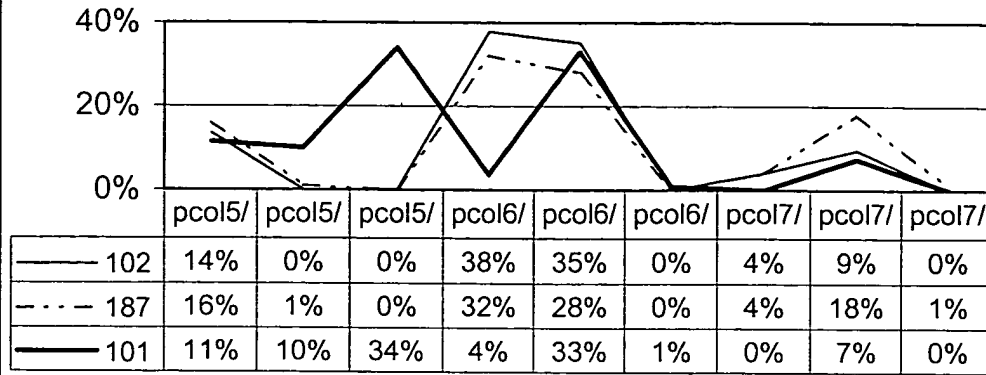 40%
20%
0%
pcol5/ pcol5/ pcol5/ pcol6/ pcol6/ pcol6/ pcol7/ pcol7/ pcol7/
102 14% 0% 0% 38% 35% 0% 4% 9% 0%
187 16% 1% 0% 32% 28% 0% 4% 18% 1%
101 11% 10% 34% 4% 33% 1% 0% 7% 0%